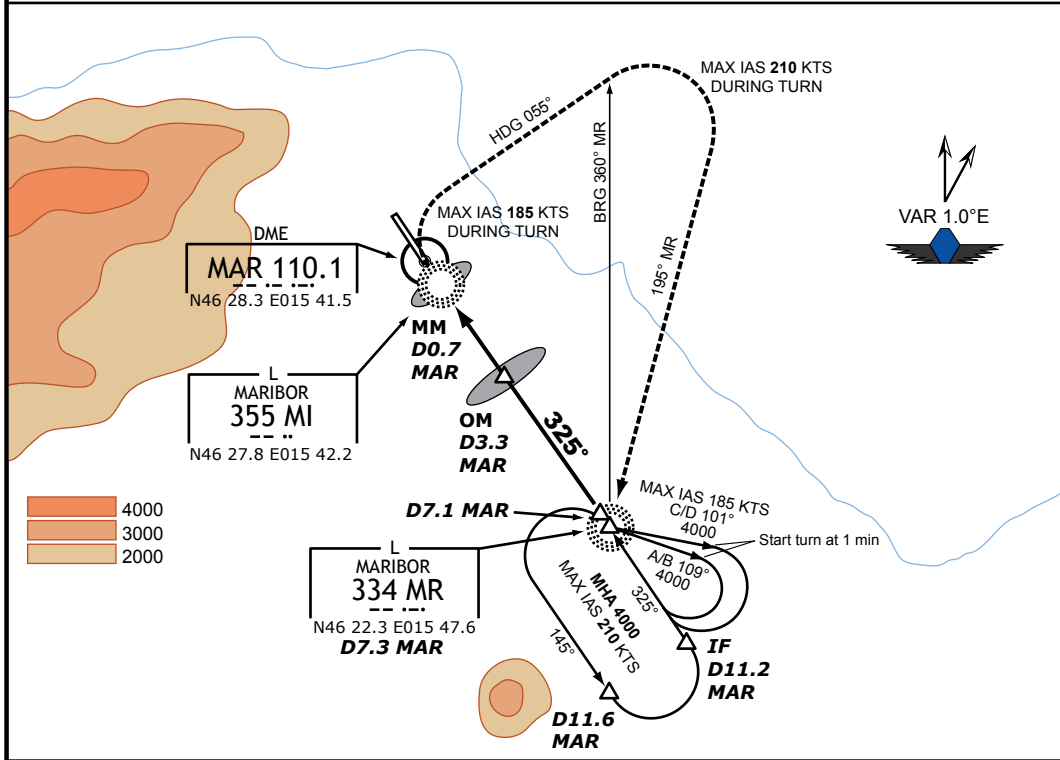 MAX IAS 210 KTS
DURING TURN
HDG 055°
BRG 360° MR
195° MR
VAR 1.0°E
MAX IAS 185 KTS
DURING TURN
DME
MAR 110.1
N46 28.3 E015 41.5
MM
D0.7
MAR
L
MARIBOR
355 MI
N46 27.8 E015 42.2
OM
D3.3
MAR
325°
4000
3000
2000
D7.1 MAR
MAX IAS 185 KTS
C/D 101°
4000
Start turn at 1 min
A/B 109°
4000
L
MARIBOR
334 MR
N46 22.3 E015 47.6
D7.3 MAR
MHA 4000
MAX IAS 210 KTS
325°
145°
IF
D11.2
MAR
D11.6
MAR